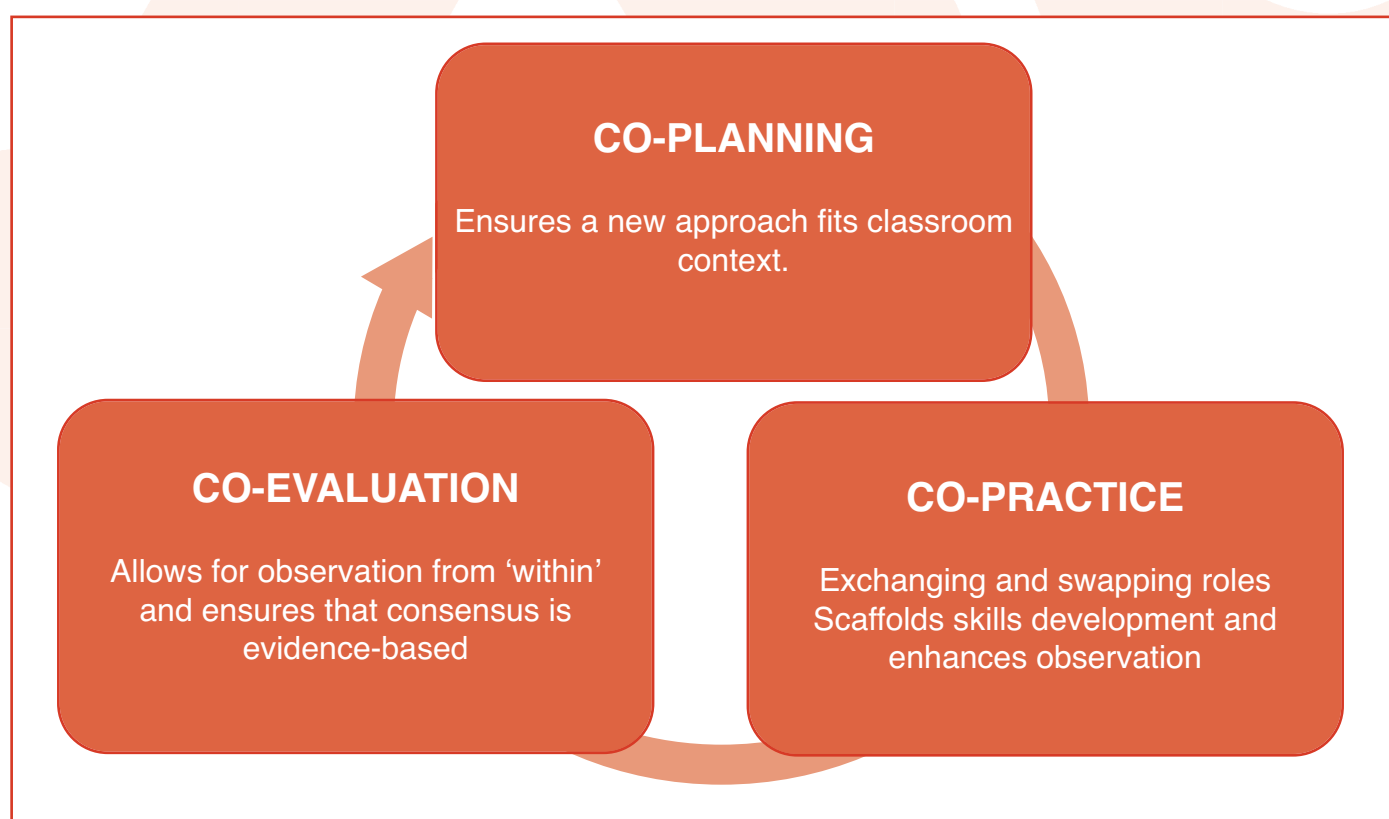 CO-PLANNING
Ensures a new approach fits classroom
context.
CO-EVALUATION
Allows for observation from ‘within’
and ensures that consensus is
evidence-based
CO-PRACTICE
Exchanging and swapping roles
Scaffolds skills development and
enhances observation